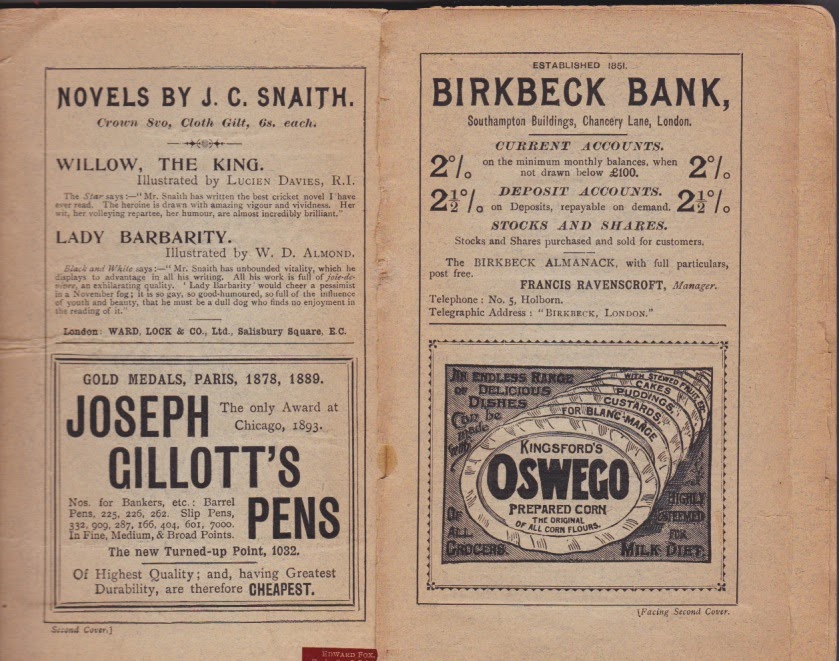 NOVELS BY J. C. SNAITH.
Crown 8vo, Cloth Gilt, 6s. each.
WILLOW, THE KING.
Illustrated by LUCIEN DAVIES, R.I.
The Star says:—"Mr. Snaith has written the best cricket novel I have
ever read. The heroine is drawn with amazing vigour and vividness. Her
wit, her volleying repartee, her humour, are almost incredibly brilliant."
LADY BARBARITY.
Illustrated by W. D. ALMOND.
Black and White says:—"Mr. Snaith has unbounded vitality, which he
displays to advantage in all his writing. All his work is full of joie-de-
vivre, an exhilarating quality. 'Lady Barbarity' would cheer a pessimist
in a November fog; it is so gay, so good-humoured, so full of the influence
of youth and beauty, that he must be a dull dog who finds no enjoyment in
the reading of it."
London: WARD, LOCK & CO., Ltd., Salisbury Square, E.C.
GOLD MEDALS, PARIS, 1878, 1889.
JOSEPH
The only Award at
Chicago, 1893.
GILLOTT'S
Nos. for Bankers, etc.: Barrel
Pens, 225, 226, 262. Slip Pens,
332, 909, 287, 166, 404, 601, 7000.
In Fine, Medium, & Broad Points.
PENS
The new Turned-up Point, 1032.
Of Highest Quality; and, having Greatest
Durability, are therefore CHEAPEST.
Second Cover.]
EDWARD FOX,
ESTABLISHED 1851.
BIRKBECK BANK,
Southampton Buildings, Chancery Lane, London.
CURRENT ACCOUNTS.
2% on the minimum monthly balances, when 2%
not drawn below £100.
DEPOSIT ACCOUNTS.
2½% on Deposits, repayable on demand. 2½%
STOCKS AND SHARES.
Stocks and Shares purchased and sold for customers.
The BIRKBECK ALMANACK, with full particulars,
post free.
FRANCIS RAVENSCROFT, Manager.
Telephone: No. 5, Holborn.
Telegraphic Address: "BIRKBECK, LONDON."
AN ENDLESS RANGE
OF DELICIOUS
DISHES
Can be
made
with
WITH STEWED FRUIT ETC.
CAKES
PUDDINGS.
CUSTARDS.
FOR BLANC-MANGE
KINGSFORD'S
OSWEGO
PREPARED CORN
THE ORIGINAL
OF ALL CORN FLOURS.
OF
ALL
GROCERS.
HIGHLY
ESTEEMED
FOR
MILK DIET.
[Facing Second Cover.